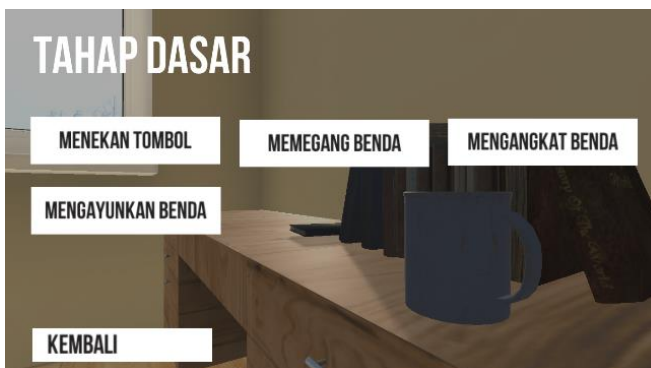 TAHAP DASAR
MENEKAN TOMBOL
MEMEGANG BENDA
MENGANGKAT BENDA
MENGAYUNKAN BENDA
KEMBALI